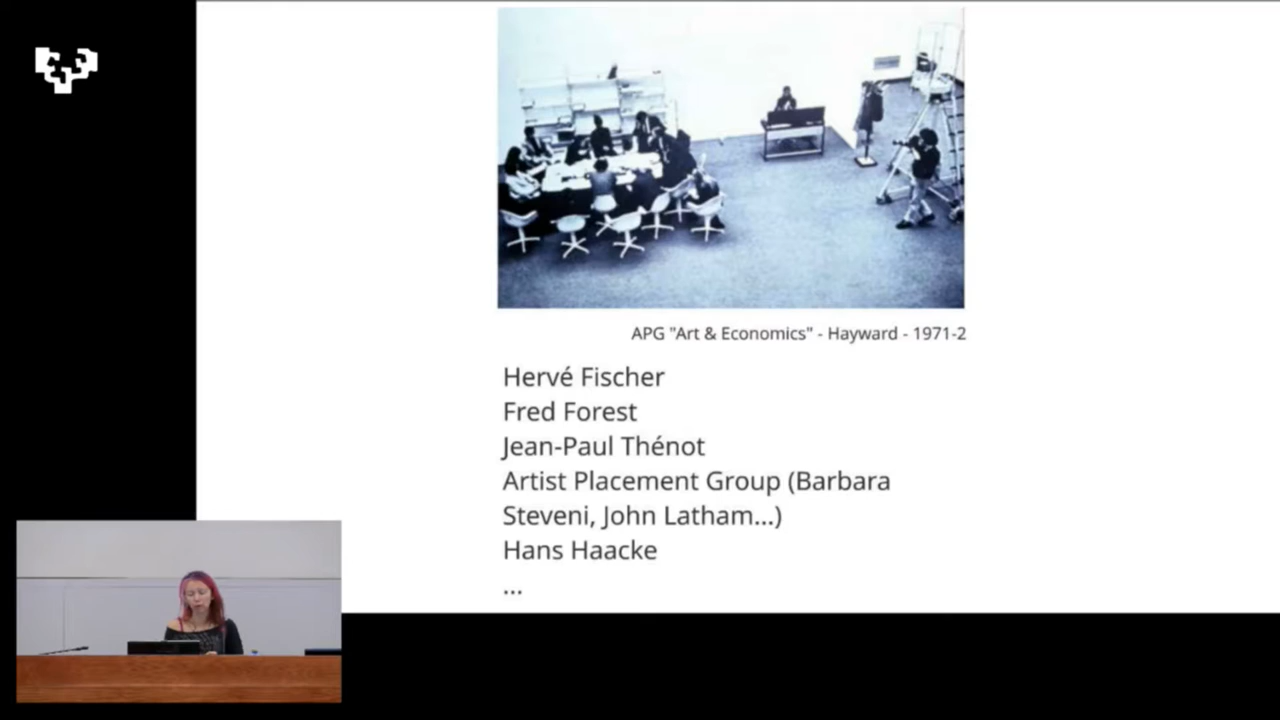 APG "Art & Economics" - Hayward - 1971-2
Hervé Fischer
Fred Forest
Jean-Paul Thénot
Artist Placement Group (Barbara
Steveni, John Latham...)
Hans Haacke
...